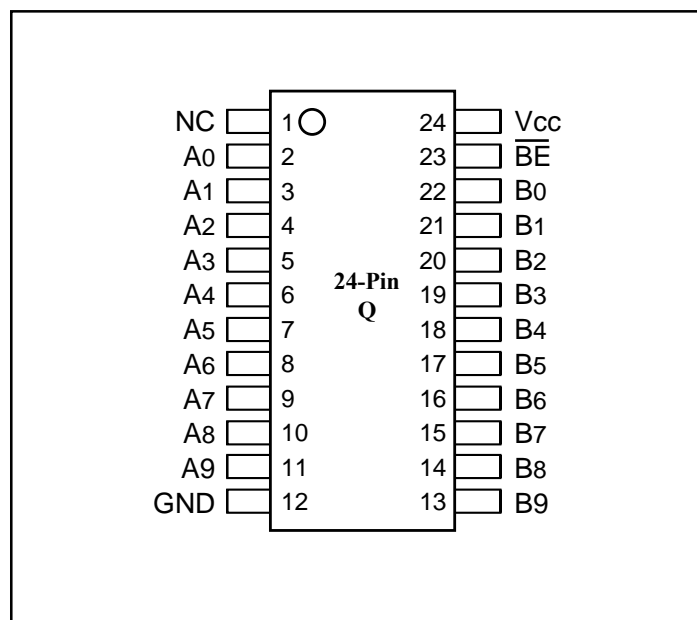 NC 1 24 Vcc
A0 2 23 B̅E̅
A1 3 22 B0
A2 4 21 B1
A3 5 20 B2
24-Pin
A4 6 19 B3
Q
A5 7 18 B4
A6 8 17 B5
A7 9 16 B6
A8 10 15 B7
A9 11 14 B8
GND 12 13 B9